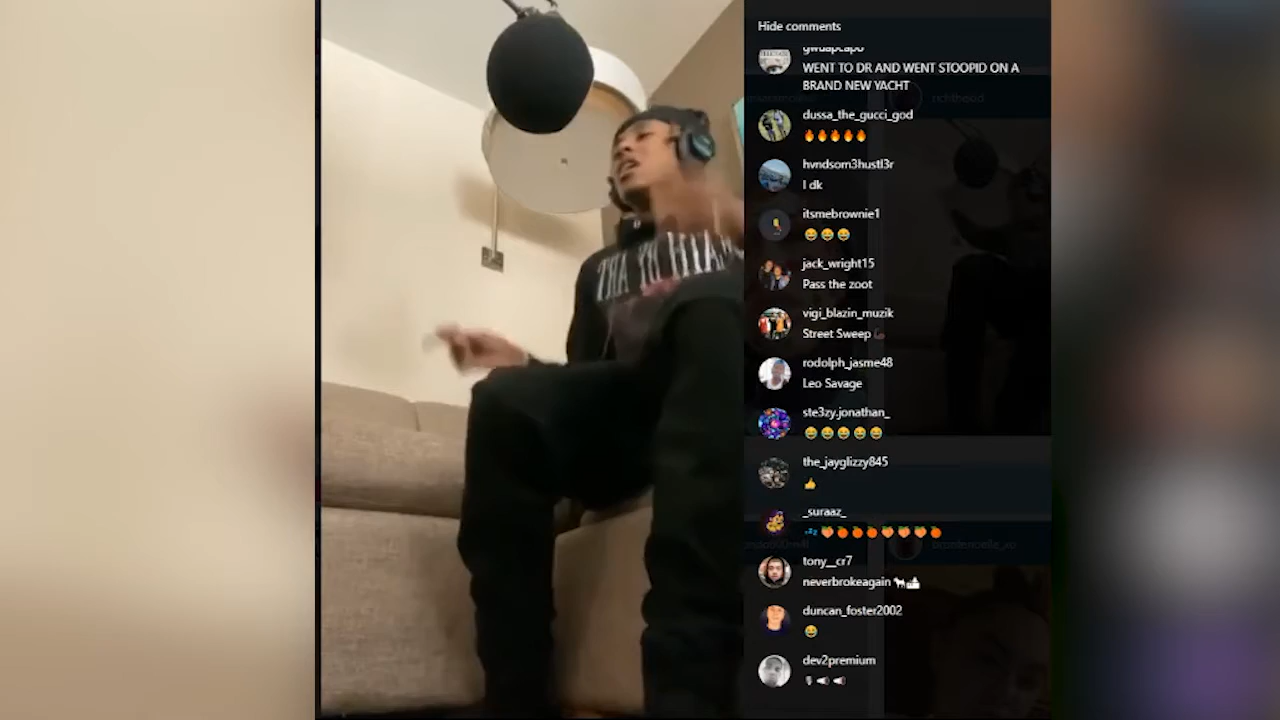 Hide comments
gwuapcapo
WENT TO DR AND WENT STOOPID ON A
BRAND NEW YACHT
dussa_the_gucci_god
hvndsom3hustl3r
I dk
itsmebrownie1
jack_wright15
Pass the zoot
vigi_blazin_muzik
Street Sweep
rodolph_jasme48
Leo Savage
ste3zy.jonathan_
the_jayglizzy845
_suraaz_
tony__cr7
neverbrokeagain
duncan_foster2002
dev2premium